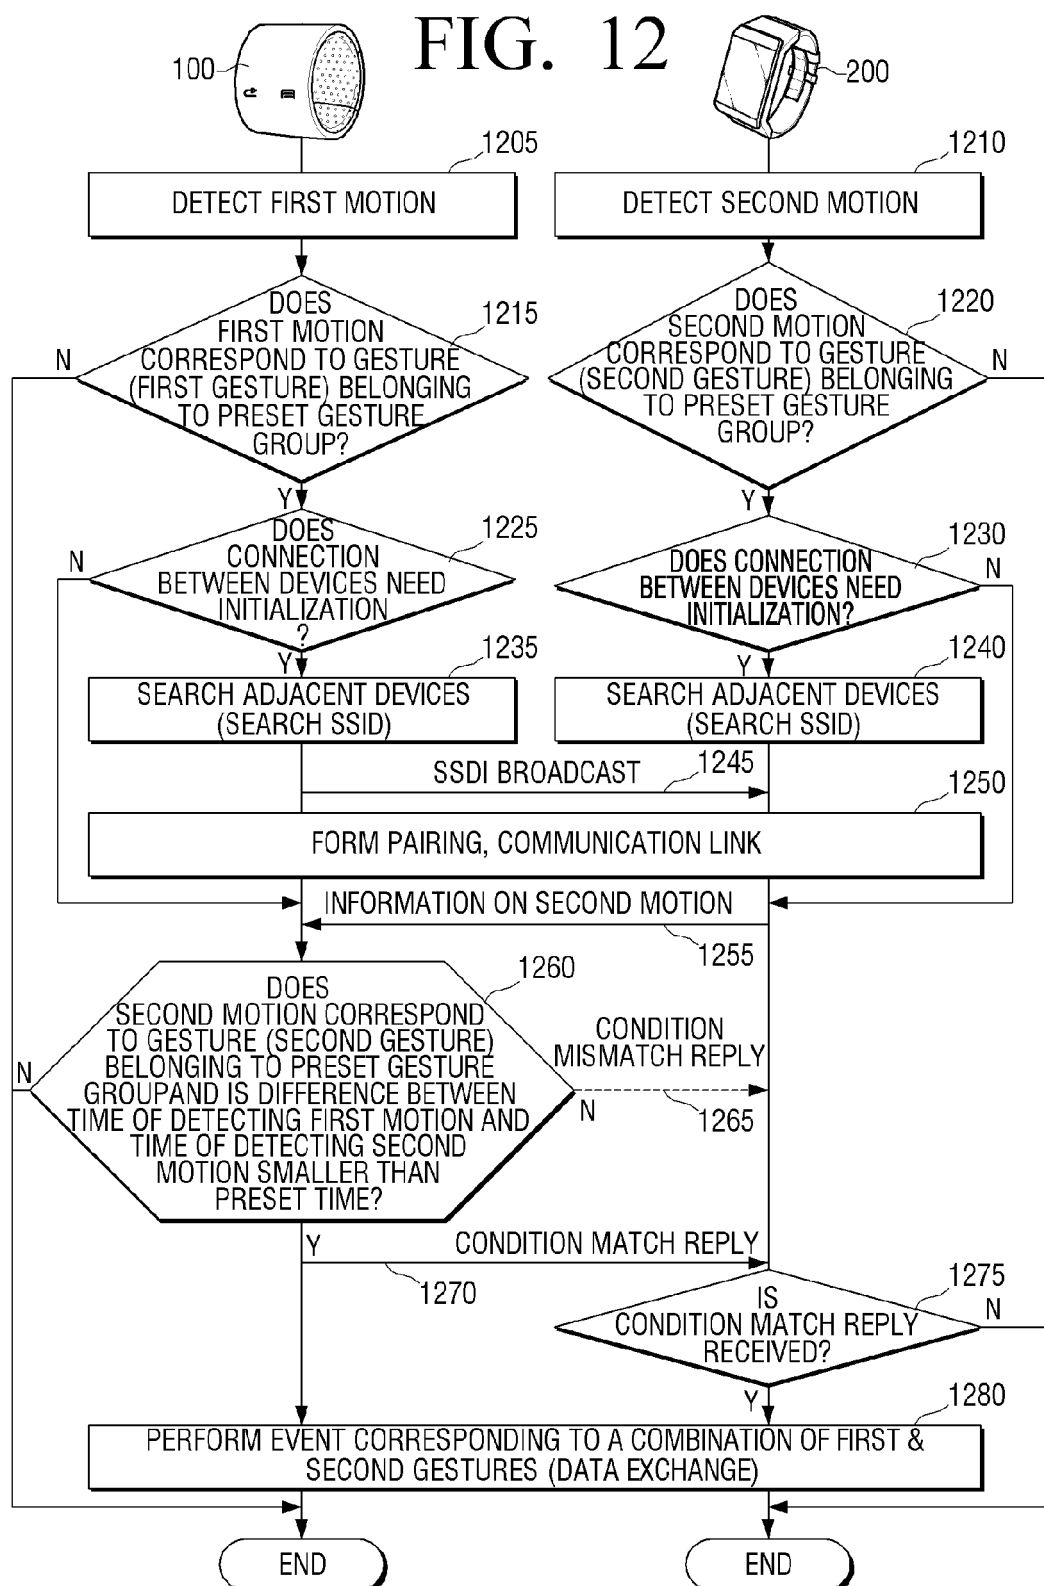 FIG. 12
100
200
1205
1210
DETECT FIRST MOTION
DETECT SECOND MOTION
DOES
FIRST MOTION
CORRESPOND TO GESTURE
(FIRST GESTURE) BELONGING
TO PRESET GESTURE
GROUP?
1215
N
DOES
SECOND MOTION
CORRESPOND TO GESTURE
(SECOND GESTURE) BELONGING
TO PRESET GESTURE
GROUP?
1220
N
Y
Y
DOES
CONNECTION
BETWEEN DEVICES NEED
INITIALIZATION
?
1225
N
DOES CONNECTION
BETWEEN DEVICES NEED
INITIALIZATION?
1230
N
Y
1235
Y
1240
SEARCH ADJACENT DEVICES
(SEARCH SSID)
SEARCH ADJACENT DEVICES
(SEARCH SSID)
SSDI BROADCAST
1245
1250
FORM PAIRING, COMMUNICATION LINK
INFORMATION ON SECOND MOTION
1255
1260
DOES
SECOND MOTION CORRESPOND
TO GESTURE (SECOND GESTURE)
BELONGING TO PRESET GESTURE
GROUPAND IS DIFFERENCE BETWEEN
TIME OF DETECTING FIRST MOTION AND
TIME OF DETECTING SECOND
MOTION SMALLER THAN
PRESET TIME?
N
N
CONDITION
MISMATCH REPLY
1265
Y
CONDITION MATCH REPLY
1270
IS
CONDITION MATCH REPLY
RECEIVED?
1275
N
Y
1280
PERFORM EVENT CORRESPONDING TO A COMBINATION OF FIRST &
SECOND GESTURES (DATA EXCHANGE)
END
END